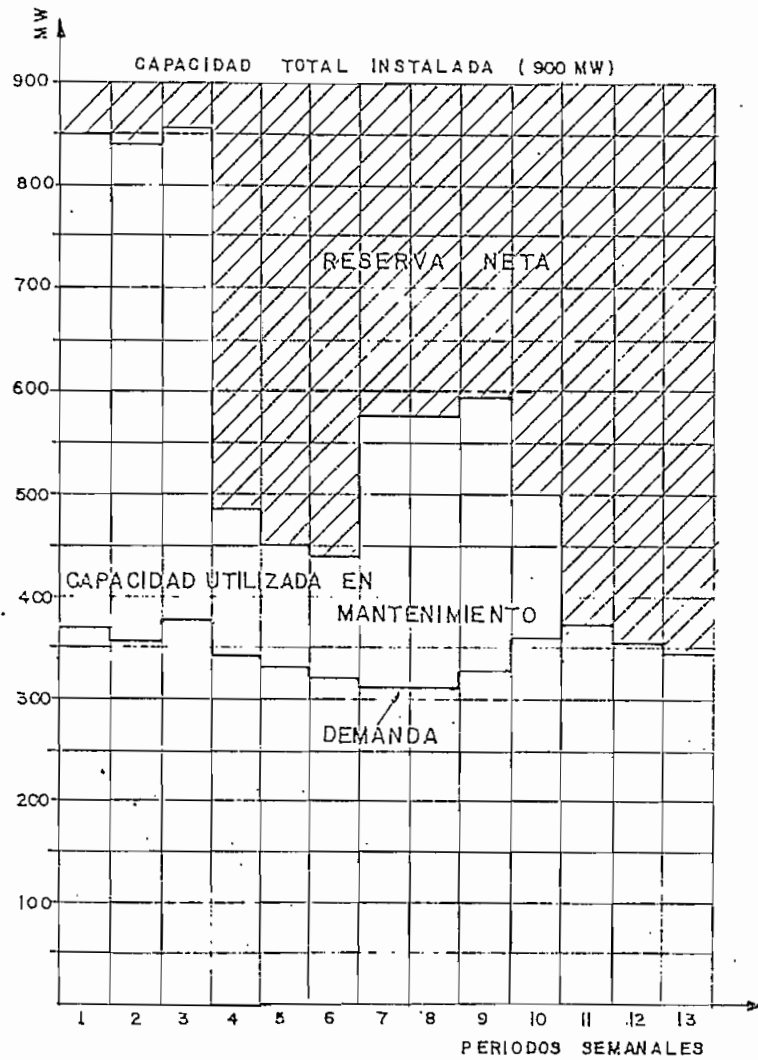 MW
CAPACIDAD TOTAL INSTALADA (900 MW)
900
800
700
RESERVA NETA
600
500
CAPACIDAD UTILIZADA EN
400
MANTENIMIENTO
300
DEMANDA
200
100
1 2 3 4 5 6 7 8 9 10 11 12 13
PERIODOS SEMANALES